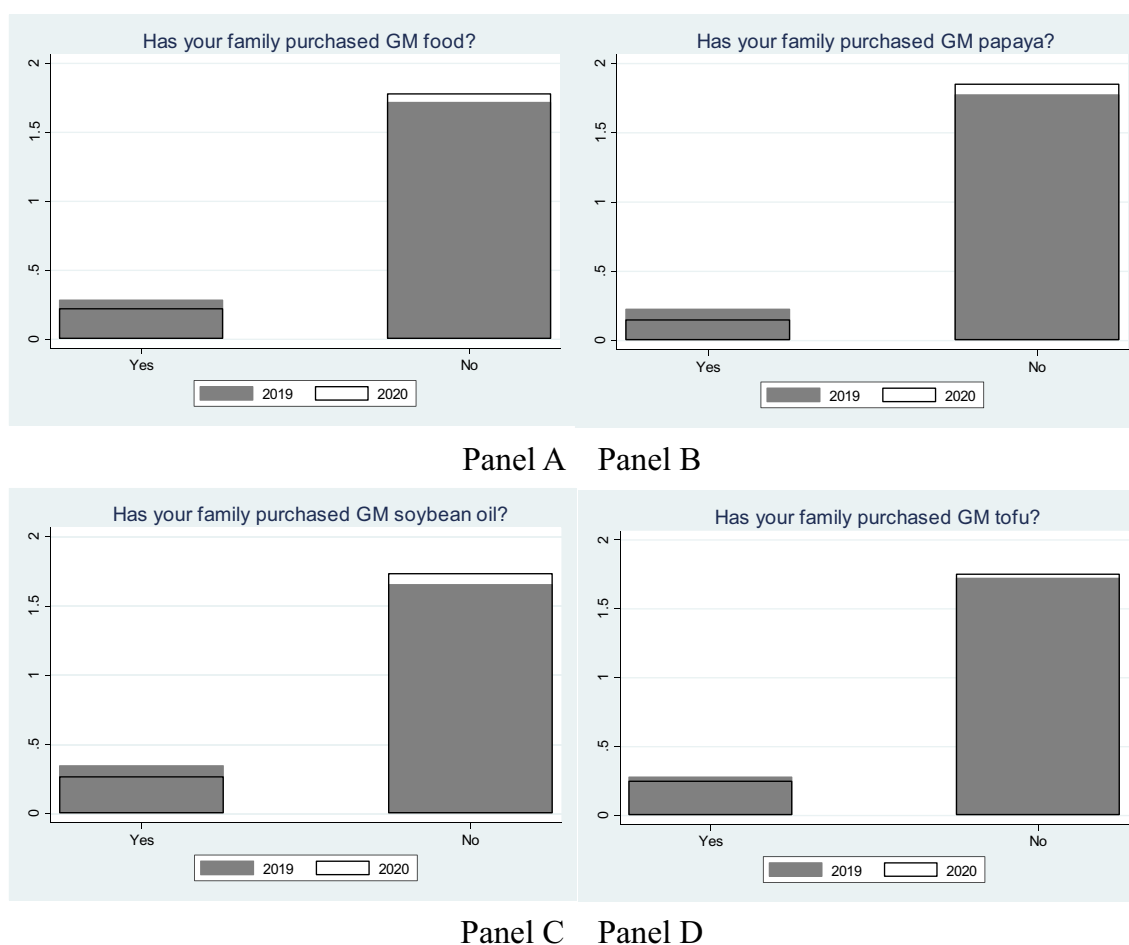 Has your family purchased GM food?
2
1.5
1
.5
0
Yes No
2019 2020
Has your family purchased GM papaya?
2
1.5
1
.5
0
Yes No
2019 2020
Panel A Panel B
Has your family purchased GM soybean oil?
2
1.5
1
.5
0
Yes No
2019 2020
Has your family purchased GM tofu?
2
1.5
1
.5
0
Yes No
2019 2020
Panel C Panel D